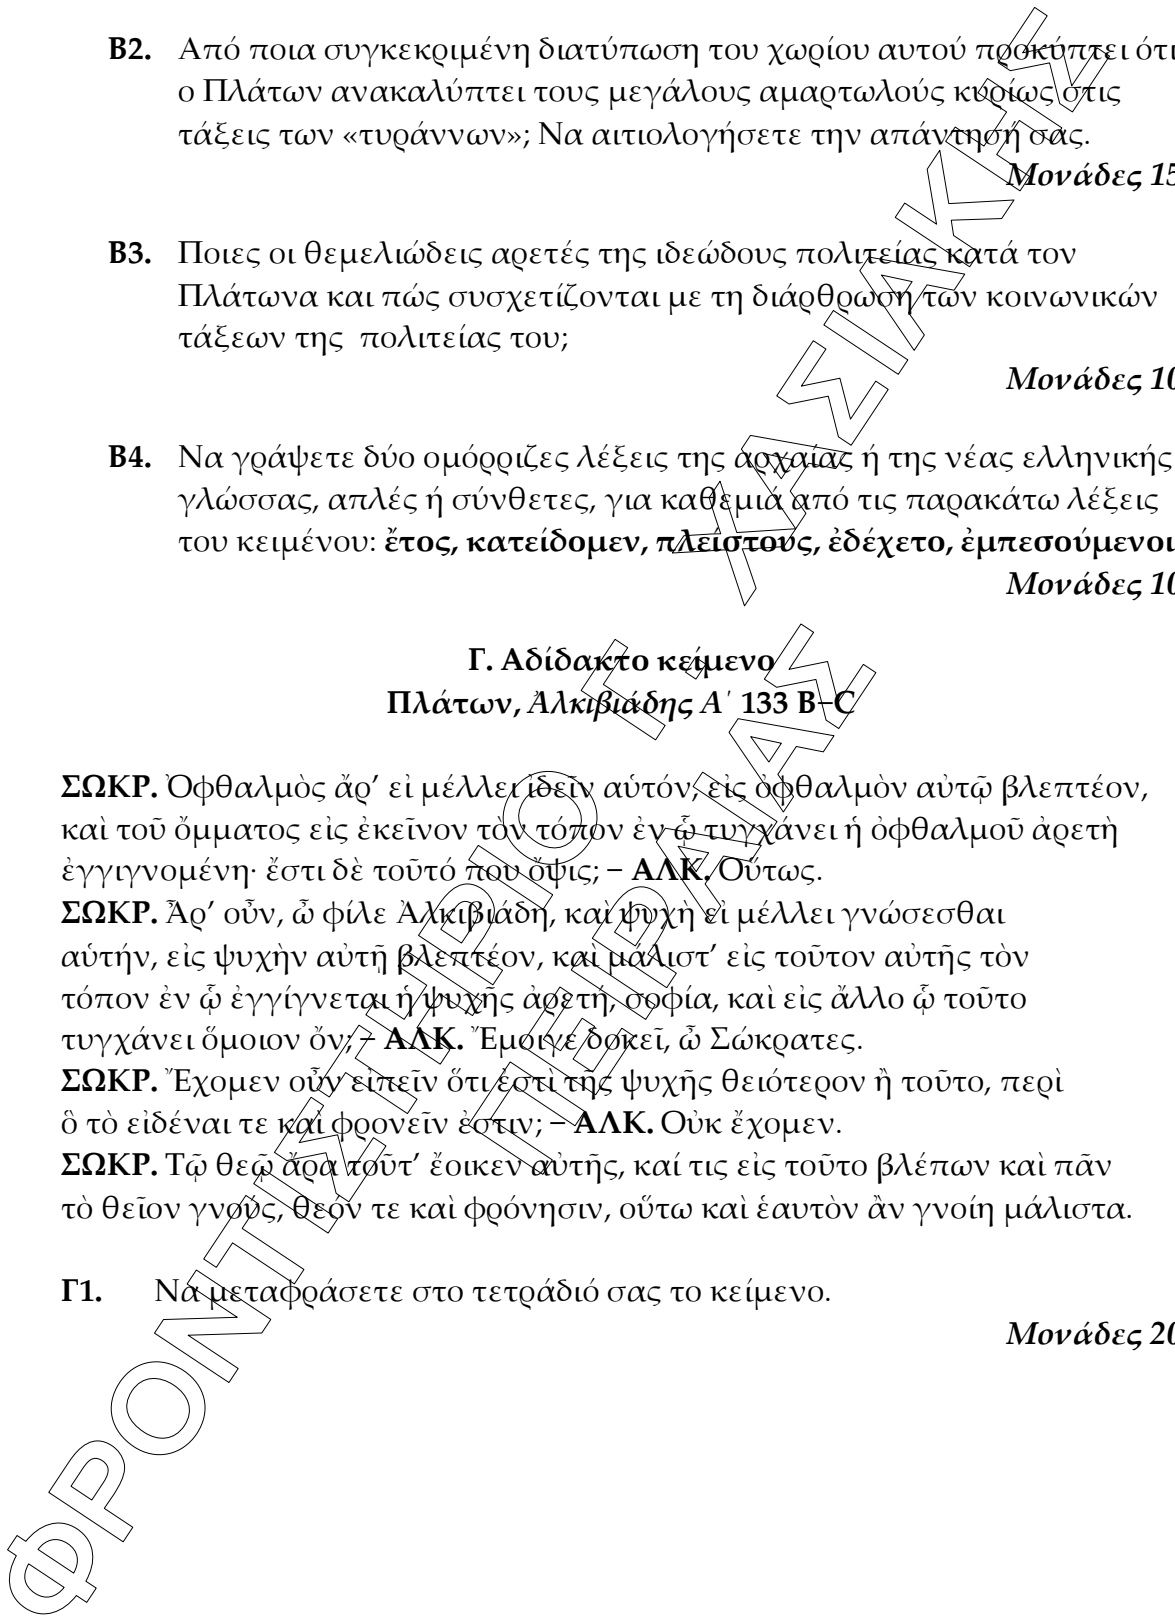 B2. Από ποια συγκεκριμένη διατύπωση του χωρίου αυτού προκύπτει ότι
ο Πλάτων ανακαλύπτει τους μεγάλους αμαρτωλούς κυρίως στις
τάξεις των «τυράννων»; Να αιτιολογήσετε την απάντησή σας.
Μονάδες 15
B3. Ποιες οι θεμελιώδεις αρετές της ιδεώδους πολιτείας κατά τον
Πλάτωνα και πώς συσχετίζονται με τη διάρθρωση των κοινωνικών
τάξεων της πολιτείας του;
Μονάδες 10
B4. Να γράψετε δύο ομόρριζες λέξεις της αρχαίας ή της νέας ελληνικής
γλώσσας, απλές ή σύνθετες, για καθεμιά από τις παρακάτω λέξεις
του κειμένου: ἔτος, κατείδομεν, πλείστους, ἐδέχετο, ἐμπεσούμενοι
Μονάδες 10
Γ. Αδίδακτο κείμενο
Πλάτων, Ἀλκιβιάδης Α΄ 133 B–C
ΣΩΚΡ. Ὀφθαλμὸς ἄρ’ εἰ μέλλει ἰδεῖν αὑτόν, εἰς ὀφθαλμὸν αὐτῷ βλεπτέον,
καὶ τοῦ ὄμματος εἰς ἐκεῖνον τὸν τόπον ἐν ᾧ τυγχάνει ἡ ὀφθαλμοῦ ἀρετὴ
ἐγγιγνομένη· ἔστι δὲ τοῦτό που ὄψις; – ΑΛΚ. Οὕτως.
ΣΩΚΡ. Ἆρ’ οὖν, ὦ φίλε Ἀλκιβιάδη, καὶ ψυχὴ εἰ μέλλει γνώσεσθαι
αὑτήν, εἰς ψυχὴν αὐτῇ βλεπτέον, καὶ μάλιστ’ εἰς τοῦτον αὐτῆς τὸν
τόπον ἐν ᾧ ἐγγίγνεται ἡ ψυχῆς ἀρετή, σοφία, καὶ εἰς ἄλλο ᾧ τοῦτο
τυγχάνει ὅμοιον ὄν; – ΑΛΚ. Ἔμοιγε δοκεῖ, ὦ Σώκρατες.
ΣΩΚΡ. Ἔχομεν οὖν εἰπεῖν ὅτι ἐστὶ τῆς ψυχῆς θειότερον ἢ τοῦτο, περὶ
ὃ τὸ εἰδέναι τε καὶ φρονεῖν ἐστιν; – ΑΛΚ. Οὐκ ἔχομεν.
ΣΩΚΡ. Τῷ θεῷ ἄρα τοῦτ’ ἔοικεν αὐτῆς, καί τις εἰς τοῦτο βλέπων καὶ πᾶν
τὸ θεῖον γνούς, θεόν τε καὶ φρόνησιν, οὕτω καὶ ἑαυτὸν ἂν γνοίη μάλιστα.
Γ1. Να μεταφράσετε στο τετράδιό σας το κείμενο.
Μονάδες 20
ΦΡΟΝΤΙΣΤΗΡΙΟ Γ. ΧΑΣΙΑΚΗΣ
ΠΕΙΡΑΙΑΣ